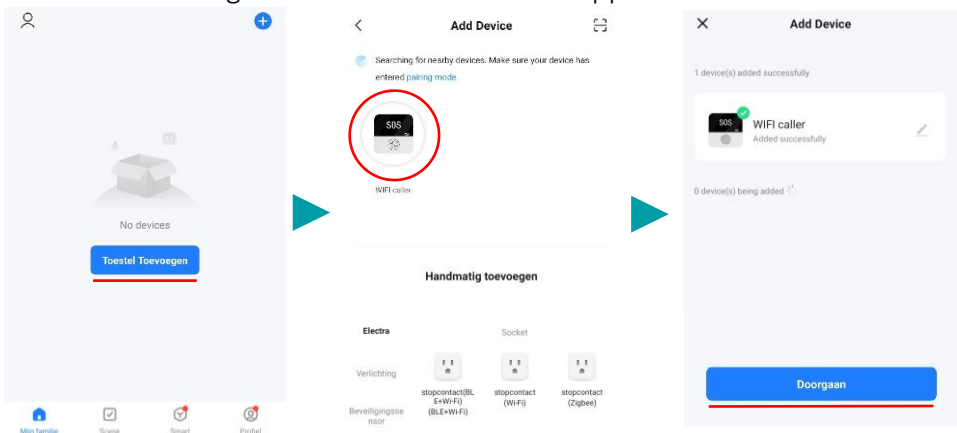 No devices
Toestel Toevoegen
Mijn familie
Scene
Smart
Profiel
Add Device
Searching for nearby devices. Make sure your device has
entered pairing mode.
SOS
WIFI caller
Handmatig toevoegen
Electra
Socket
Verlichting
Beveiligingsse
nsor
stopcontact(BL
E+Wi-Fi)
(BLE+Wi-Fi)
stopcontact
(Wi-Fi)
stopcontact
(Zigbee)
Add Device
1 device(s) added successfully
SOS
WIFI caller
Added successfully
0 device(s) being added
Doorgaan